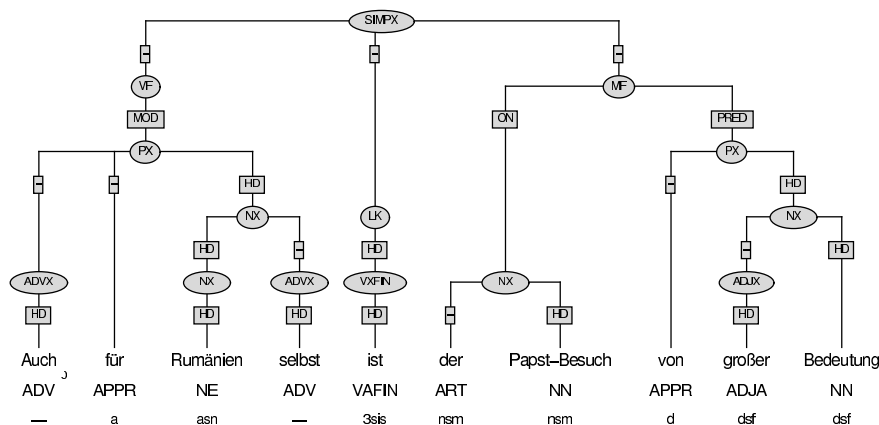 SIMPX
– – –
VF MF
MOD ON PRED
PX PX
– – HD – HD
NX LK NX
HD – HD – HD
ADVX NX ADVX VXFIN NX ADJX
HD HD HD HD – HD HD
Auch für Rumänien selbst ist der Papst–Besuch von großer Bedeutung
ADV APPR NE ADV VAFIN ART NN APPR ADJA NN
— a asn — 3sis nsm nsm d dsf dsf